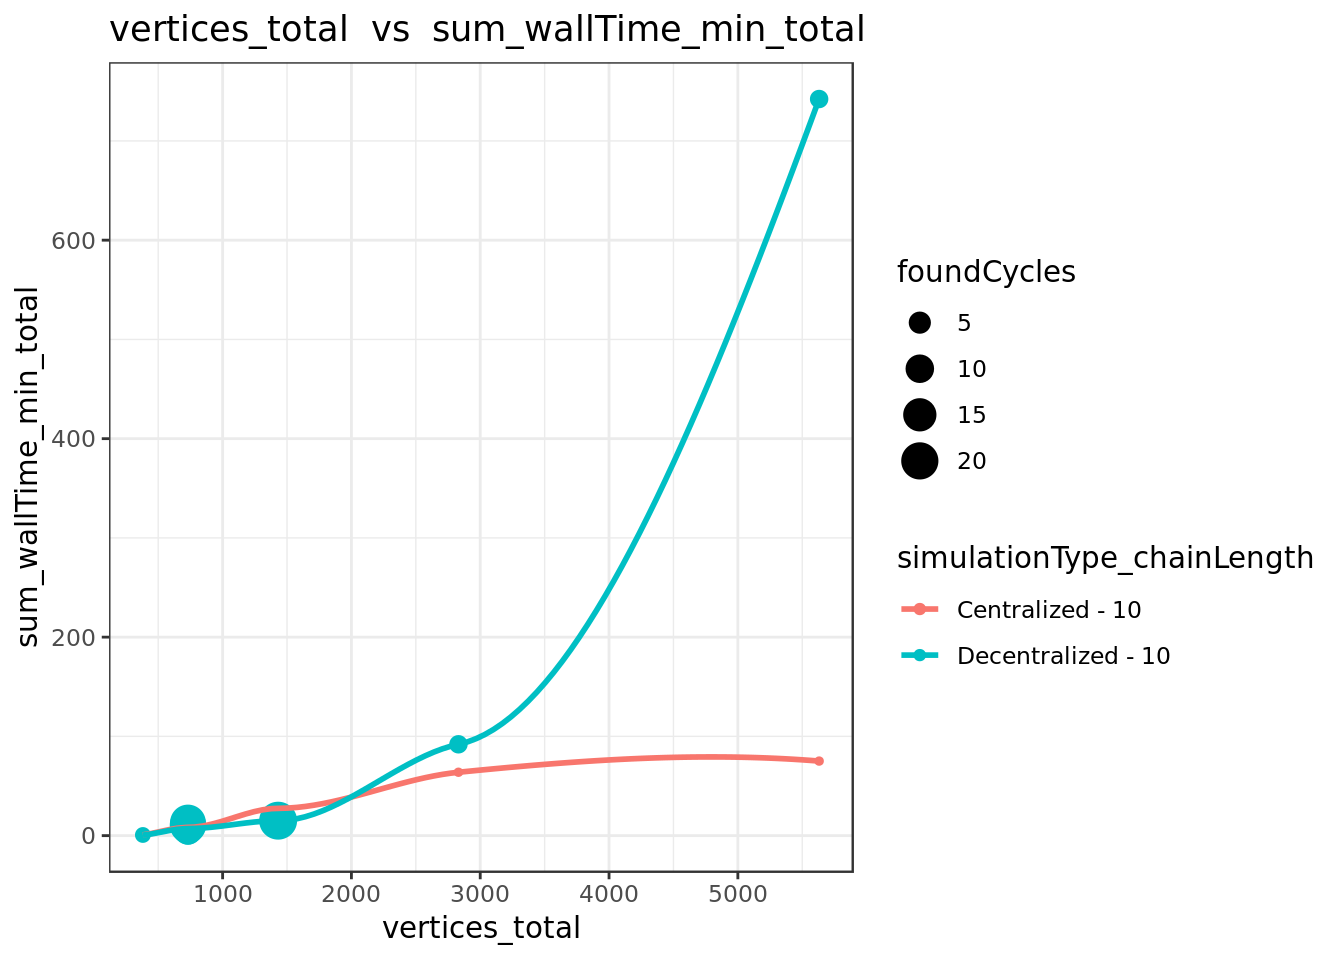 vertices_total vs sum_wallTime_min_total
sum_wallTime_min_total
600
400
200
0
1000 2000 3000 4000 5000
vertices_total
foundCycles
5
10
15
20
simulationType_chainLength
Centralized - 10
Decentralized - 10